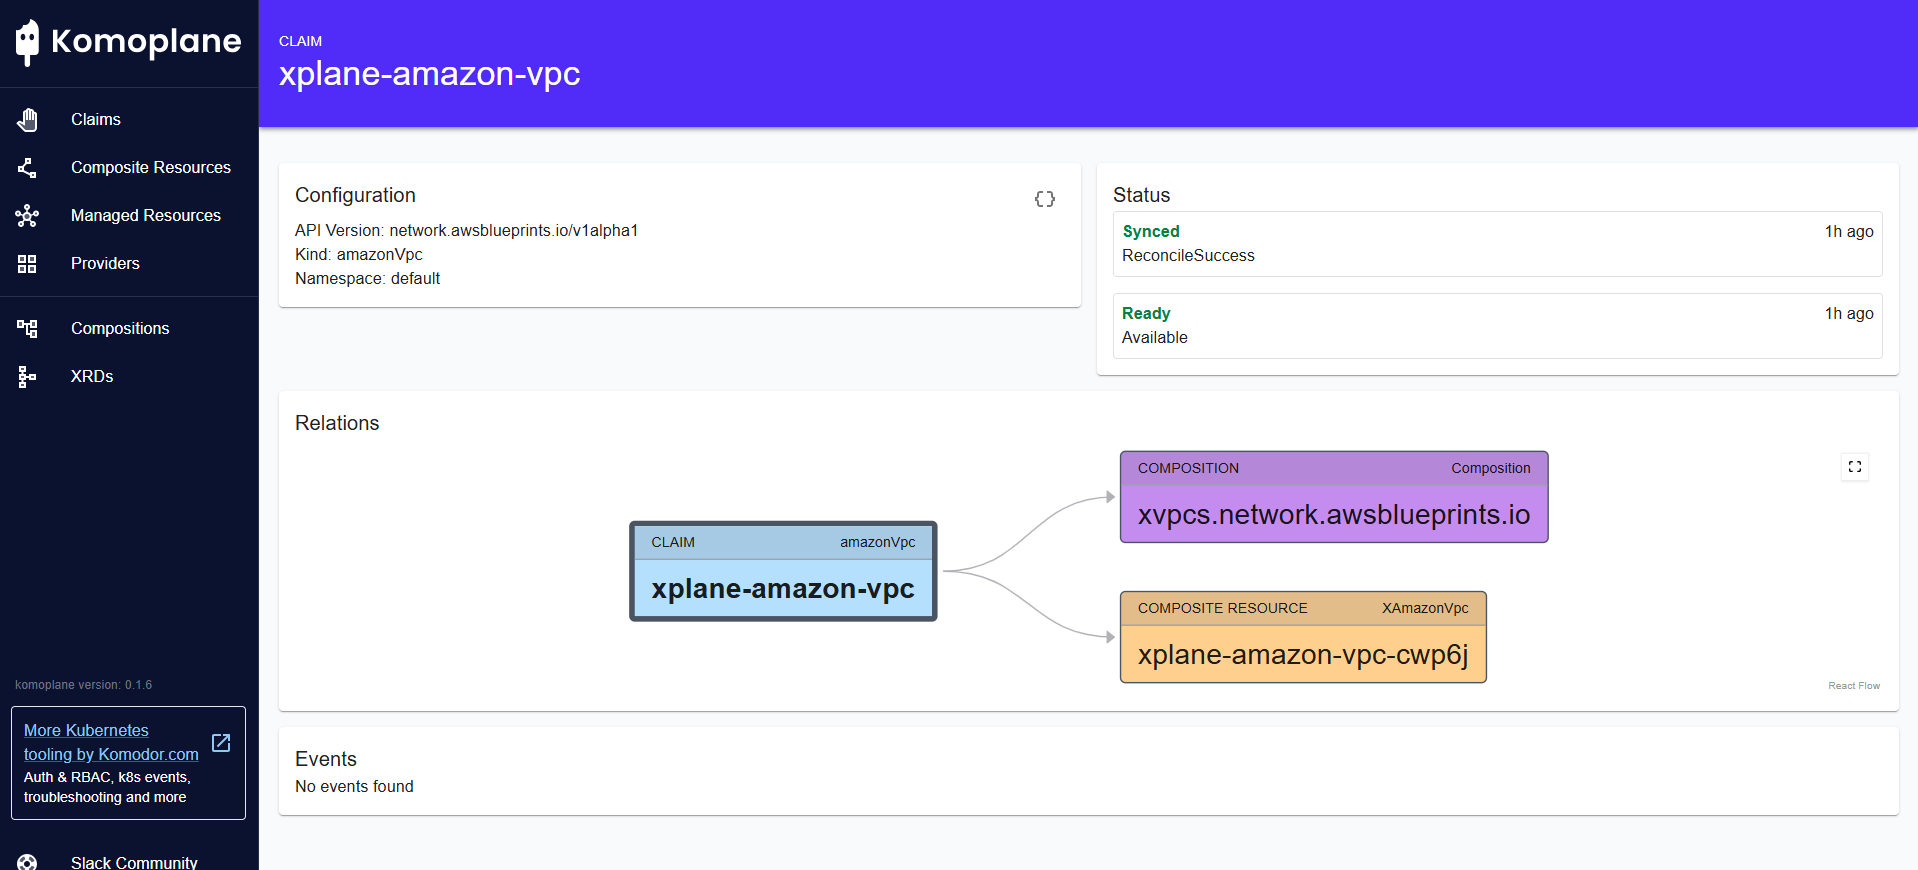 Komoplane
Claims
Composite Resources
Managed Resources
Providers
Compositions
XRDs
komoplane version: 0.1.6
More Kubernetes
tooling by Komodor.com
Auth & RBAC, k8s events,
troubleshooting and more
Slack Community
CLAIM
xplane-amazon-vpc
Configuration
API Version: network.awsblueprints.io/v1alpha1
Kind: amazonVpc
Namespace: default
Status
Synced 1h ago
ReconcileSuccess
Ready 1h ago
Available
Relations
CLAIM amazonVpc
xplane-amazon-vpc
COMPOSITION Composition
xvpcs.network.awsblueprints.io
COMPOSITE RESOURCE XAmazonVpc
xplane-amazon-vpc-cwp6j
React Flow
Events
No events found